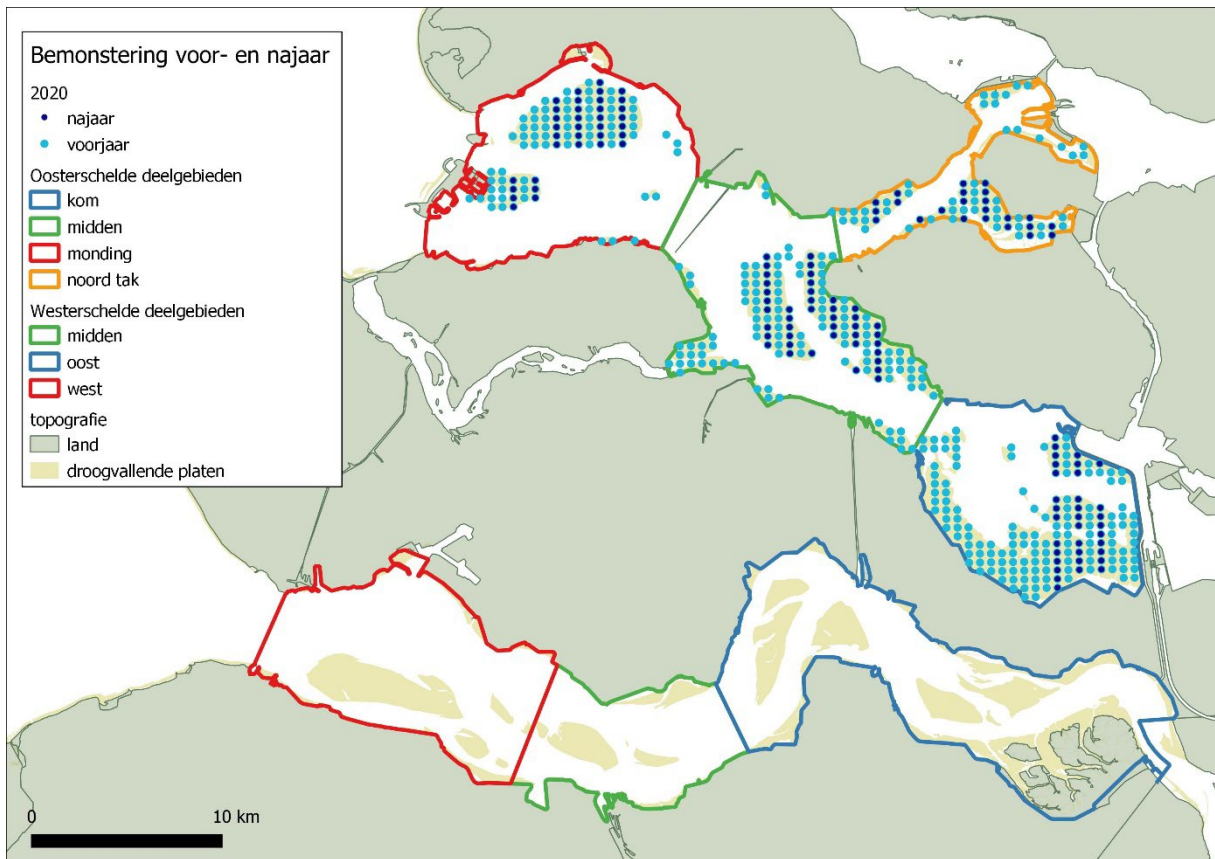 Bemonstering voor- en najaar
2020
najaar
voorjaar
Oosterschelde deelgebieden
kom
midden
monding
noord tak
Westerschelde deelgebieden
midden
oost
west
topografie
land
droogvallende platen
0 10 km